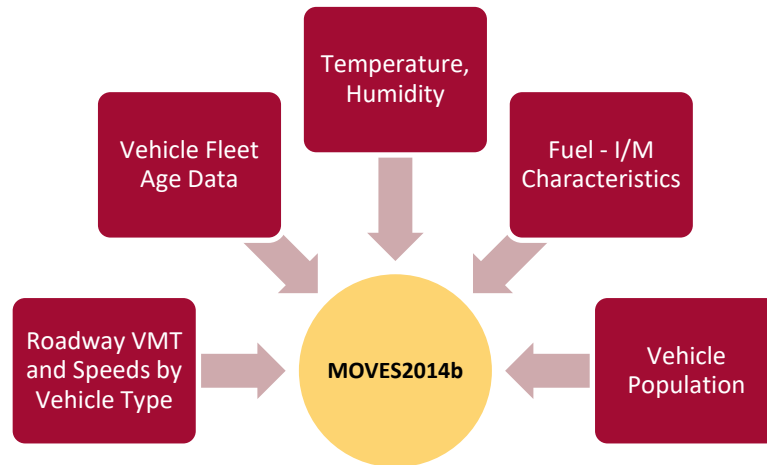 Temperature,
Humidity
Vehicle Fleet
Age Data
Fuel - I/M
Characteristics
Roadway VMT
and Speeds by
Vehicle Type
MOVES2014b
Vehicle
Population